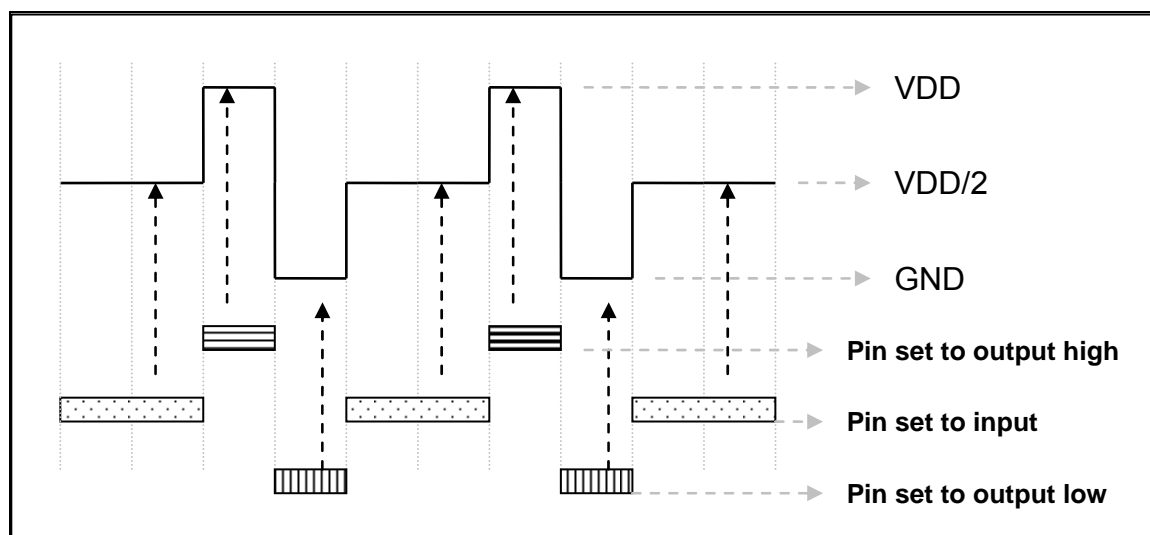 VDD
VDD/2
GND
Pin set to output high
Pin set to input
Pin set to output low